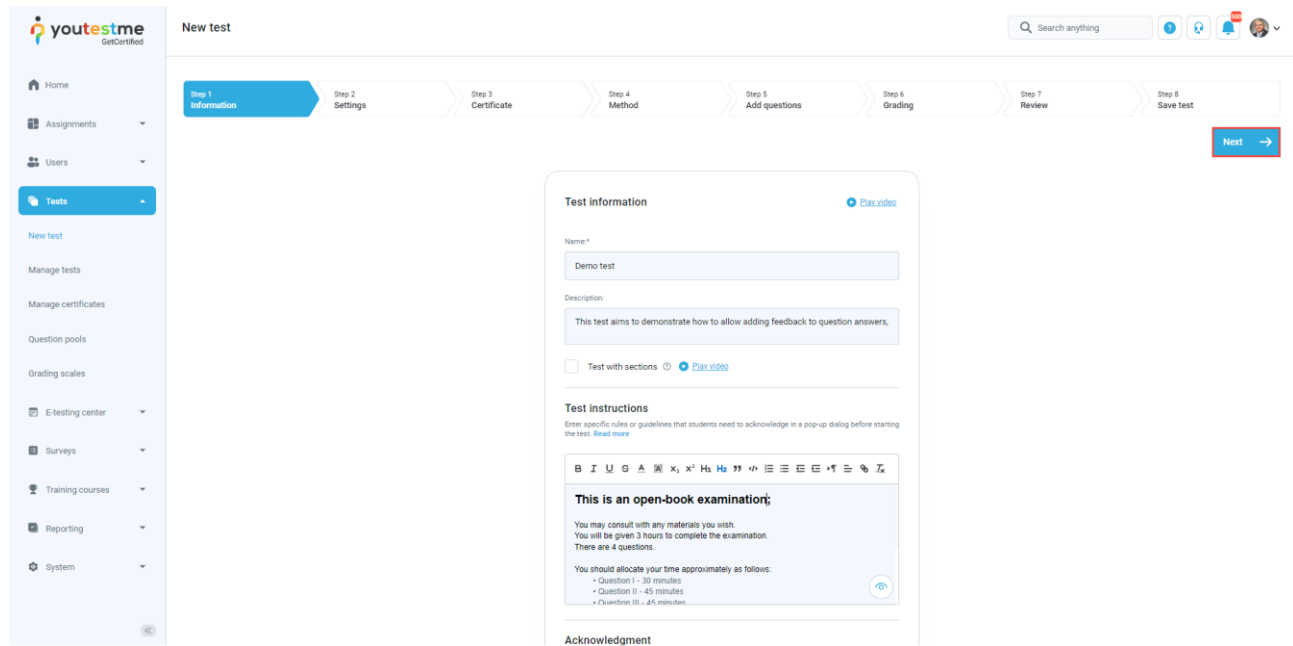 youtestme
GetCertified
New test
Search anything
Home
Assignments
Users
Tests
New test
Manage tests
Manage certificates
Question pools
Grading scales
E-testing center
Surveys
Training courses
Reporting
System
Step 1
Information
Step 2
Settings
Step 3
Certificate
Step 4
Method
Step 5
Add questions
Step 6
Grading
Step 7
Review
Step 8
Save test
Next
Test information
Play video
Name:*
Demo test
Description:
This test aims to demonstrate how to allow adding feedback to question answers,
Test with sections Play video
Test instructions
Enter specific rules or guidelines that students need to acknowledge in a pop-up dialog before starting
the test. Read more
This is an open-book examination;
You may consult with any materials you wish.
You will be given 3 hours to complete the examination.
There are 4 questions.
You should allocate your time approximately as follows:
• Question I - 30 minutes
• Question II - 45 minutes
• Question III - 45 minutes
Acknowledgment